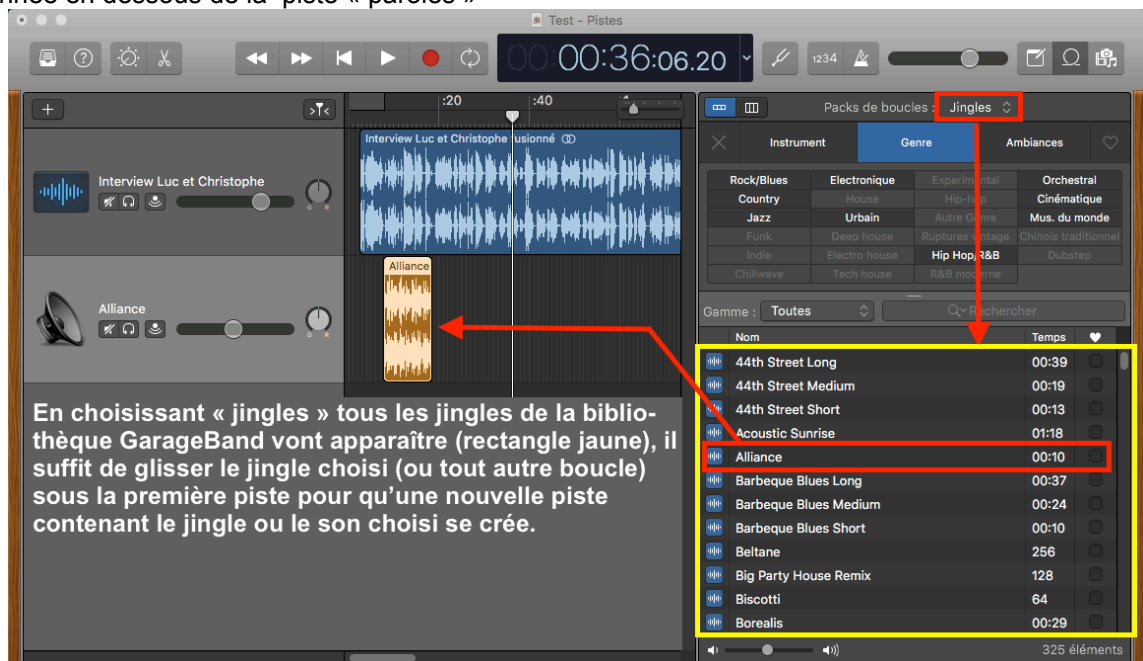 en dessous de la piste « paroles »
Test - Pistes
00:00:36:06.20
1234
Packs de boucles : Jingles
:20 :40
Instrument Genre Ambiances
Interview Luc et Christophe fusionné
Interview Luc et Christophe
G R
Rock/Blues Electronique Experimental Orchestral
Country House Hip-hop Cinématique
Jazz Urbain Autre Genre Mus. du monde
Funk Deep house Ruptures vintage Chinois traditionnel
Indie Electro house Hip Hop/R&B Dubstep
Chillwave Tech house R&B moderne
Alliance
Alliance
G R
Gamme : Toutes Rechercher
Nom Temps
44th Street Long 00:39
44th Street Medium 00:19
44th Street Short 00:13
Acoustic Sunrise 01:18
Alliance 00:10
Barbeque Blues Long 00:37
Barbeque Blues Medium 00:24
Barbeque Blues Short 00:10
Beltane 256
Big Party House Remix 128
Biscotti 64
Borealis 00:29
325 éléments
En choisissant « jingles » tous les jingles de la biblio-
thèque GarageBand vont apparaître (rectangle jaune), il
suffit de glisser le jingle choisi (ou tout autre boucle)
sous la première piste pour qu’une nouvelle piste
contenant le jingle ou le son choisi se crée.